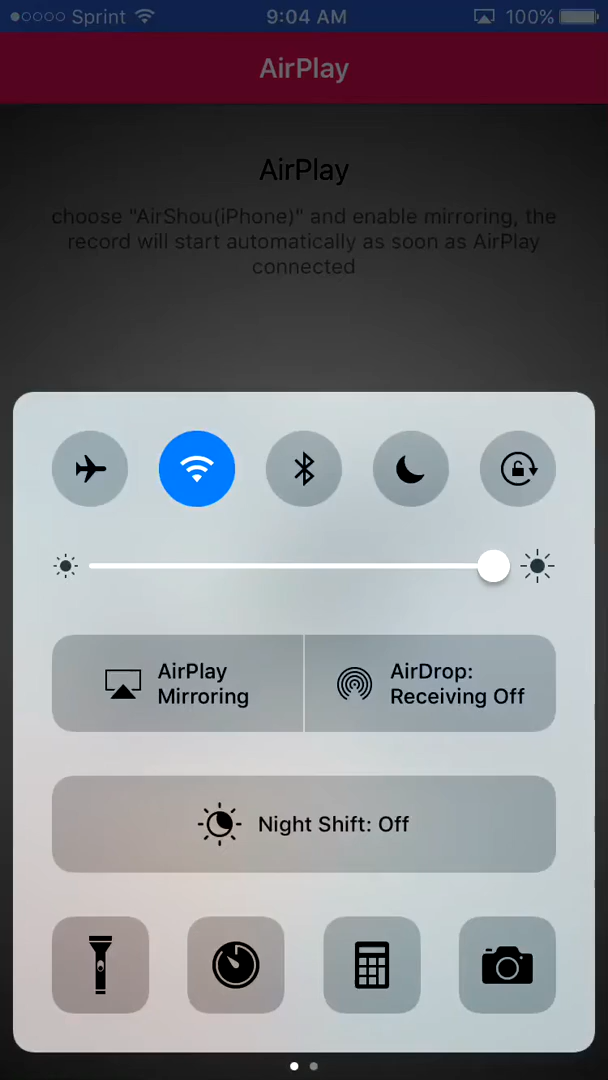 Sprint 9:04 AM 100%
AirPlay
AirPlay
choose "AirShou(iPhone)" and enable mirroring, the
record will start automatically as soon as AirPlay
connected
AirPlay
Mirroring
AirDrop:
Receiving Off
Night Shift: Off